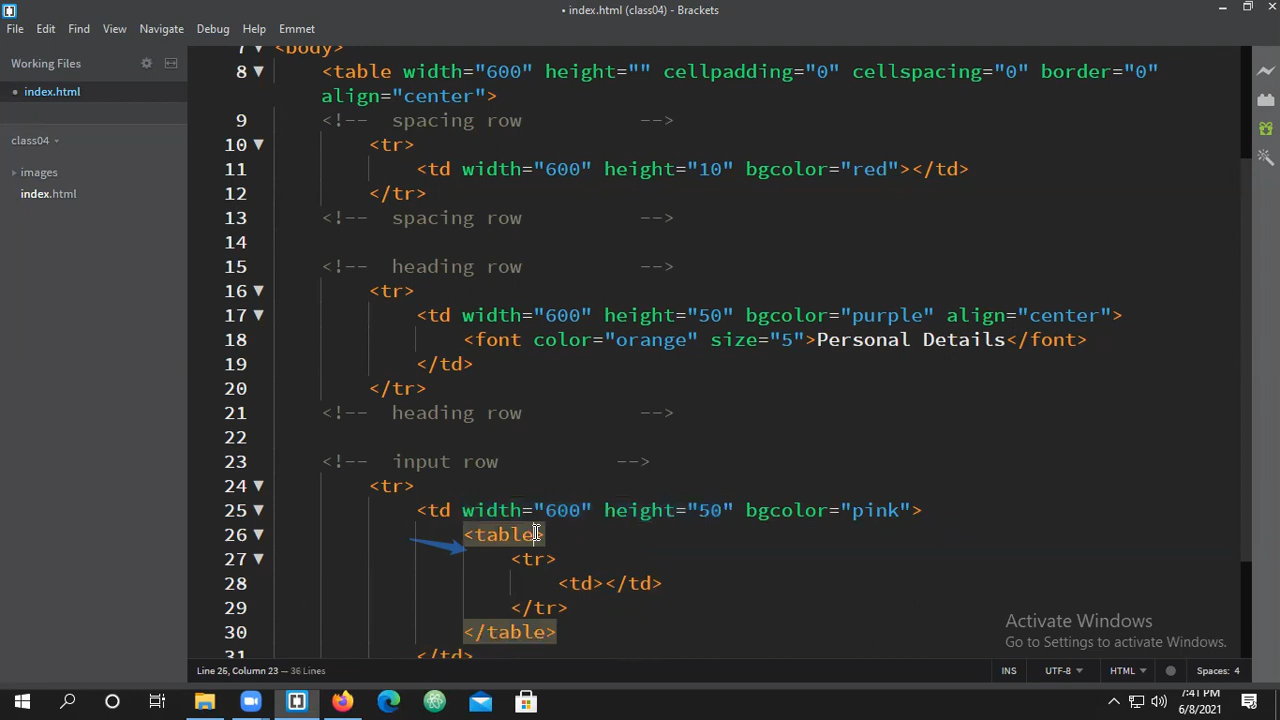 • index.html (class04) - Brackets
File Edit Find View Navigate Debug Help Emmet
Working Files
• index.html
class04
images
index.html
7 <body>
8 <table width="600" height="" cellpadding="0" cellspacing="0" border="0"
align="center">
9 <!-- spacing row -->
10 <tr>
11 <td width="600" height="10" bgcolor="red"></td>
12 </tr>
13 <!-- spacing row -->
14
15 <!-- heading row -->
16 <tr>
17 <td width="600" height="50" bgcolor="purple" align="center">
18 <font color="orange" size="5">Personal Details</font>
19 </td>
20 </tr>
21 <!-- heading row -->
22
23 <!-- input row -->
24 <tr>
25 <td width="600" height="50" bgcolor="pink">
26 <table>
27 <tr>
28 <td></td>
29 </tr>
30 </table>
31 </td>
Activate Windows
Go to Settings to activate Windows.
Line 26, Column 23 — 36 Lines
INS UTF-8 HTML Spaces: 4
7:41 PM
6/8/2021